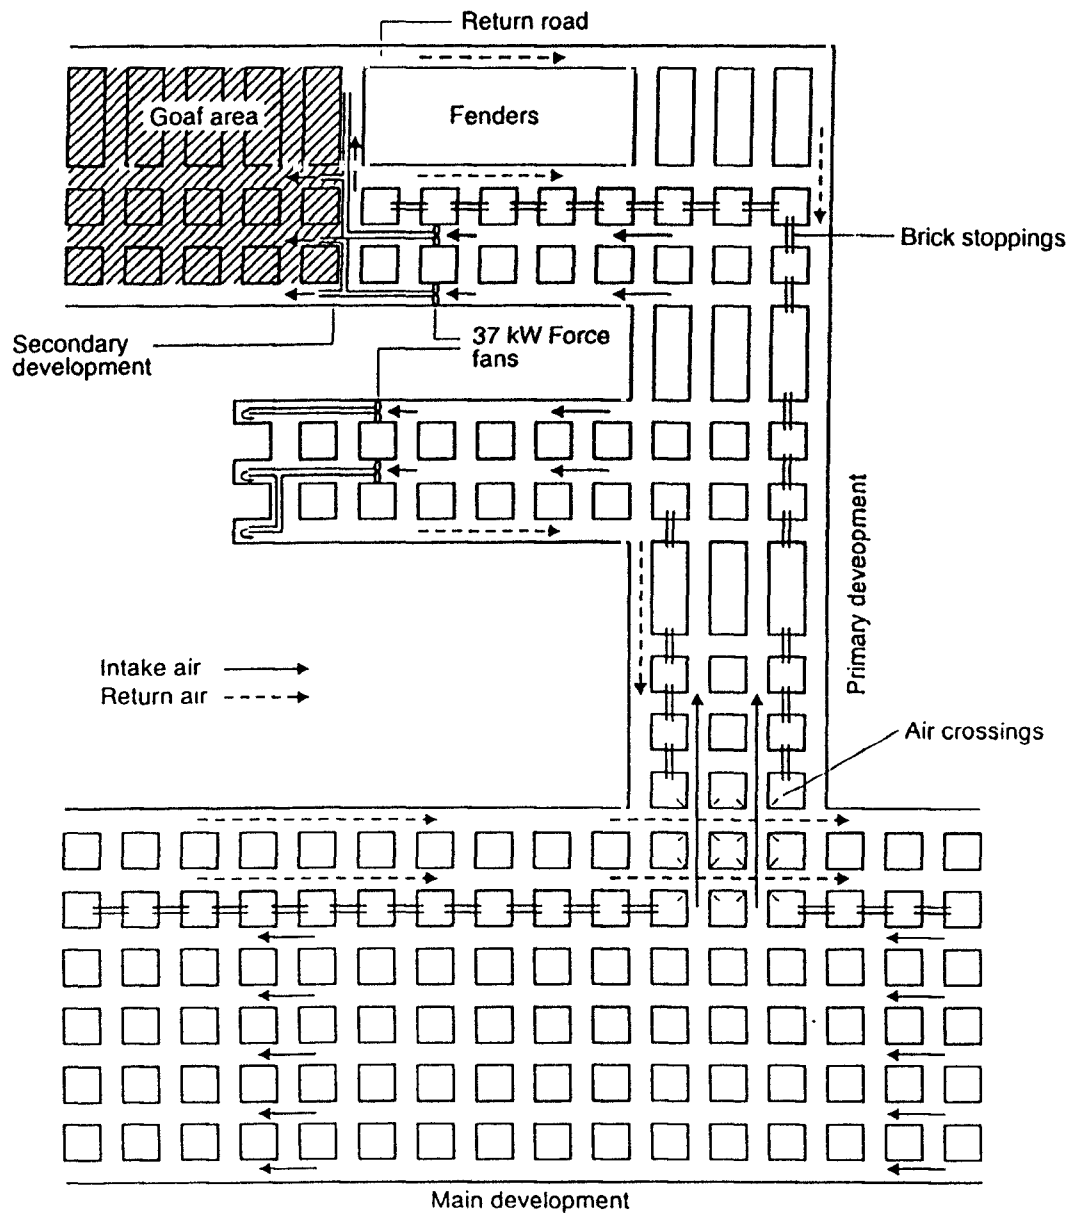 Return road
Goaf area
Fenders
Brick stoppings
Secondary
development
37 kW Force
fans
Primary deveopment
Intake air
Return air
Air crossings
Main development